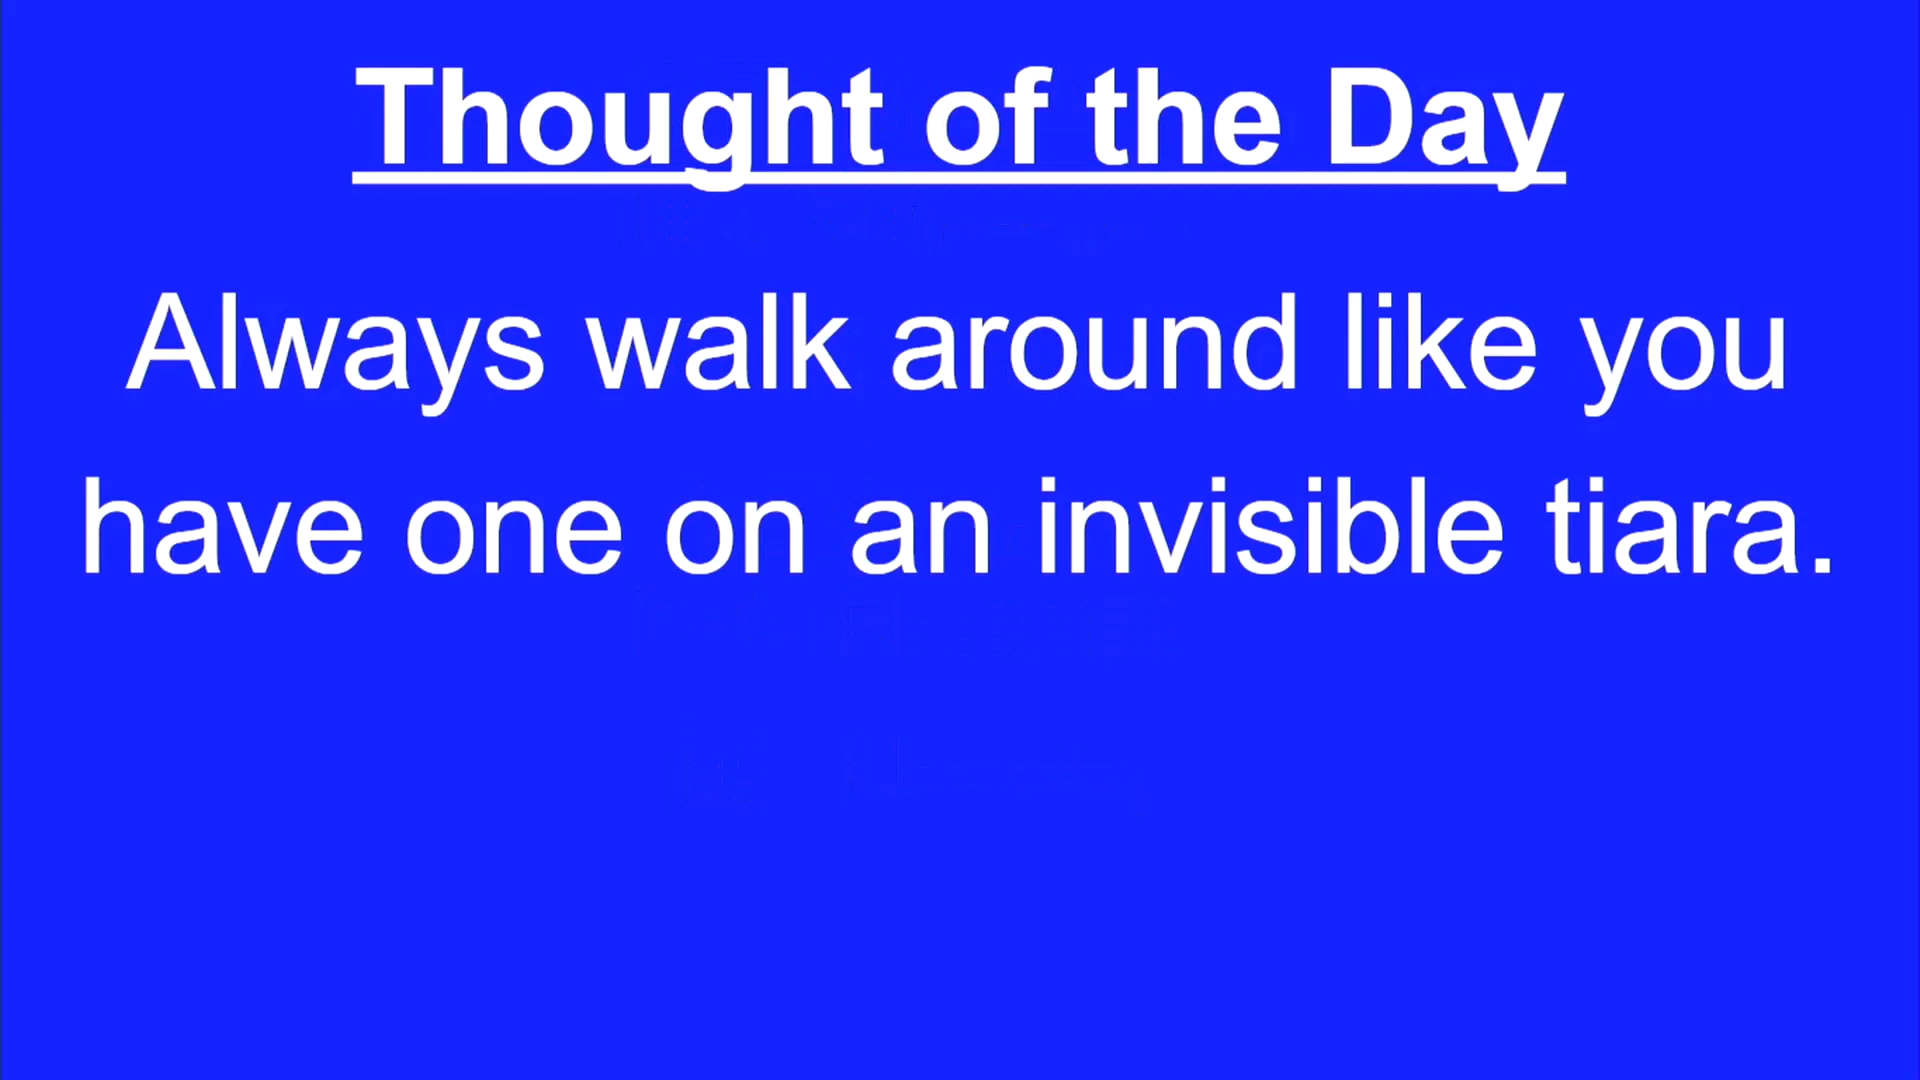 Thought of the Day
Always walk around like you
have one on an invisible tiara.